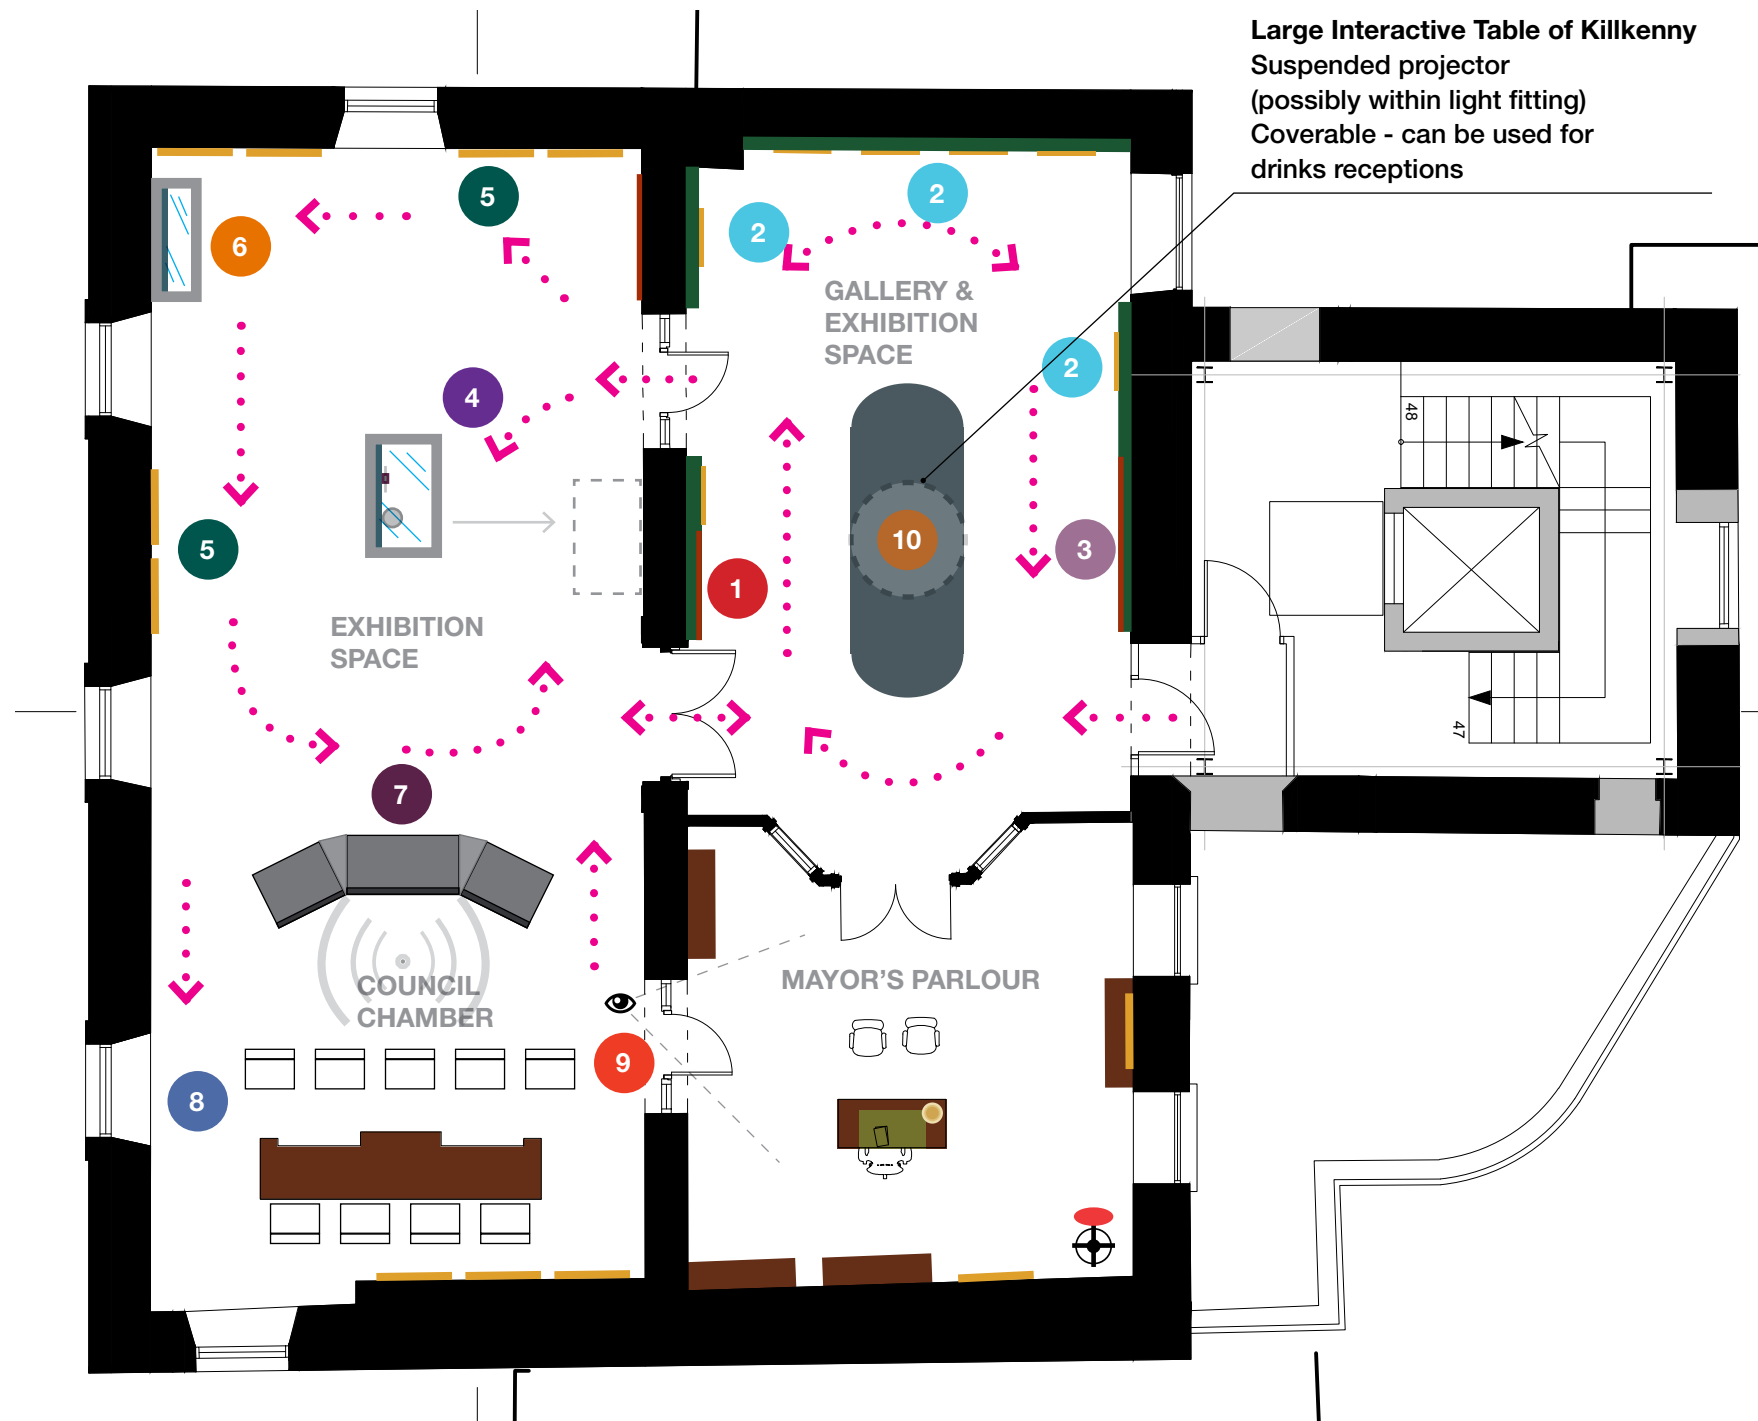 Large Interactive Table of Killkenny
Suspended projector
(possibly within light fitting)
Coverable - can be used for
drinks receptions
5
2
2
6
GALLERY &
EXHIBITION
SPACE
2
4
48
5
10
3
1
EXHIBITION
SPACE
47
7
COUNCIL
CHAMBER
MAYOR'S PARLOUR
9
8